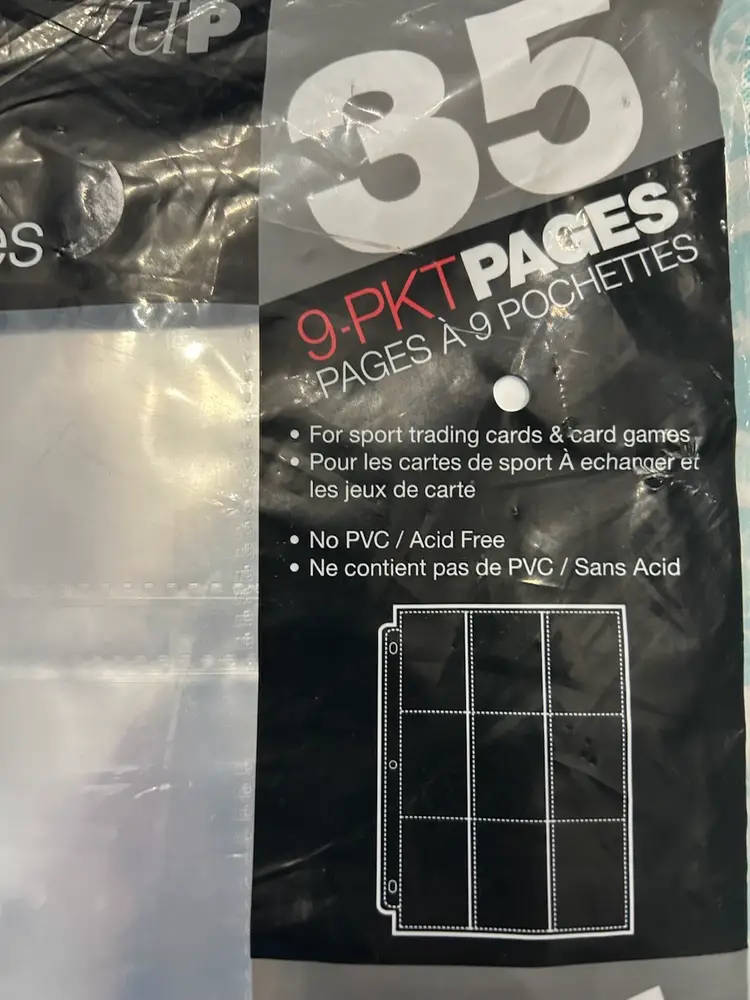 UP
35
es
9-PKT PAGES
PAGES À 9 POCHETTES
• For sport trading cards & card games
• Pour les cartes de sport À echanger et
les jeux de carte
• No PVC / Acid Free
• Ne contient pas de PVC / Sans Acid